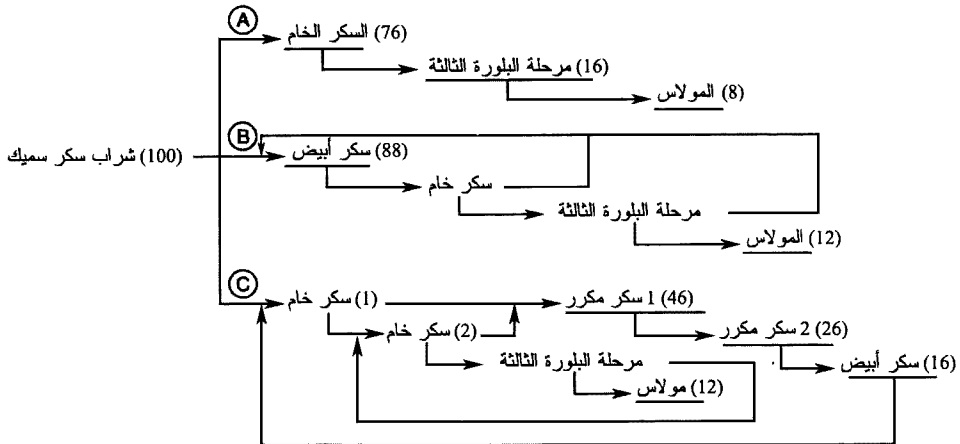 A
السكر الخام (76)
مرحلة البلورة الثالثة (16)
المولاس (8)
شراب سكر سميك (100)
B
سكر أبيض (88)
سكر خام
مرحلة البلورة الثالثة
المولاس (12)
C
سكر خام (1)
1 سكر مكرر (46)
سكر خام (2)
2 سكر مكرر (26)
مرحلة البلورة الثالثة
سكر أبيض (16)
مولاس (12)